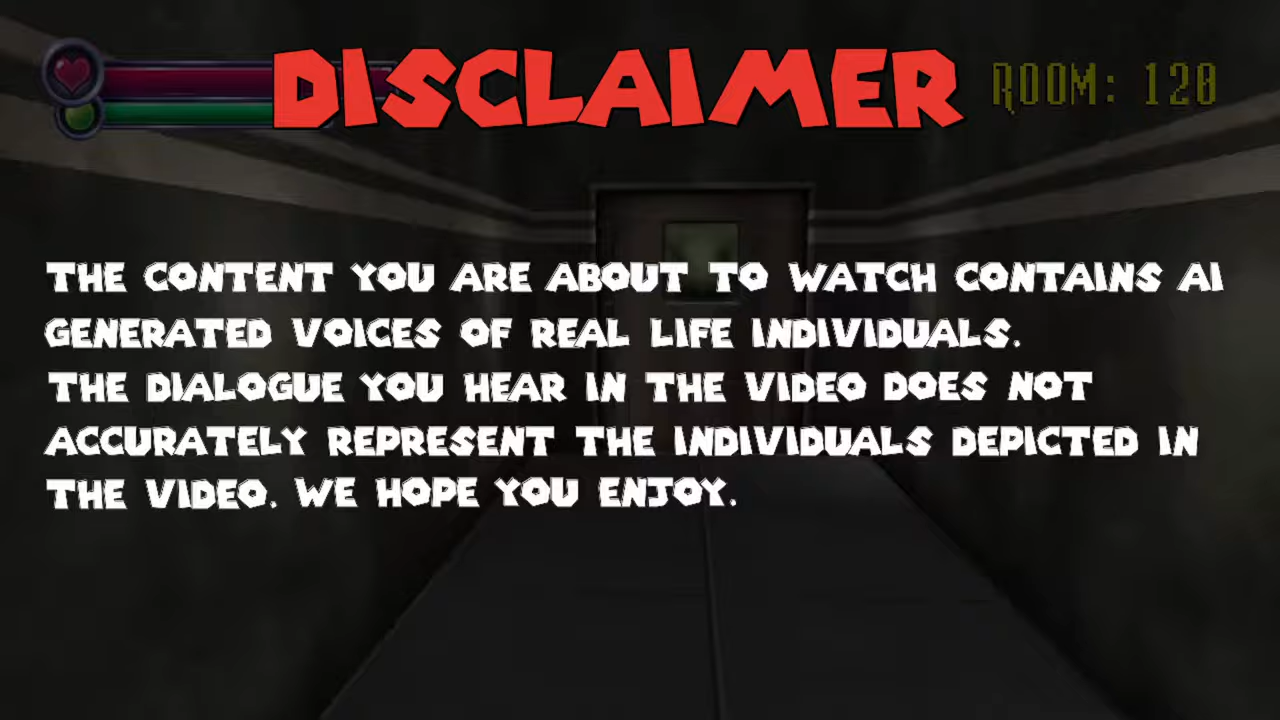 DISCLAIMER
ROOM: 120
THE CONTENT YOU ARE ABOUT TO WATCH CONTAINS AI
GENERATED VOICES OF REAL LIFE INDIVIDUALS.
THE DIALOGUE YOU HEAR IN THE VIDEO DOES NOT
ACCURATELY REPRESENT THE INDIVIDUALS DEPICTED IN
THE VIDEO. WE HOPE YOU ENJOY.